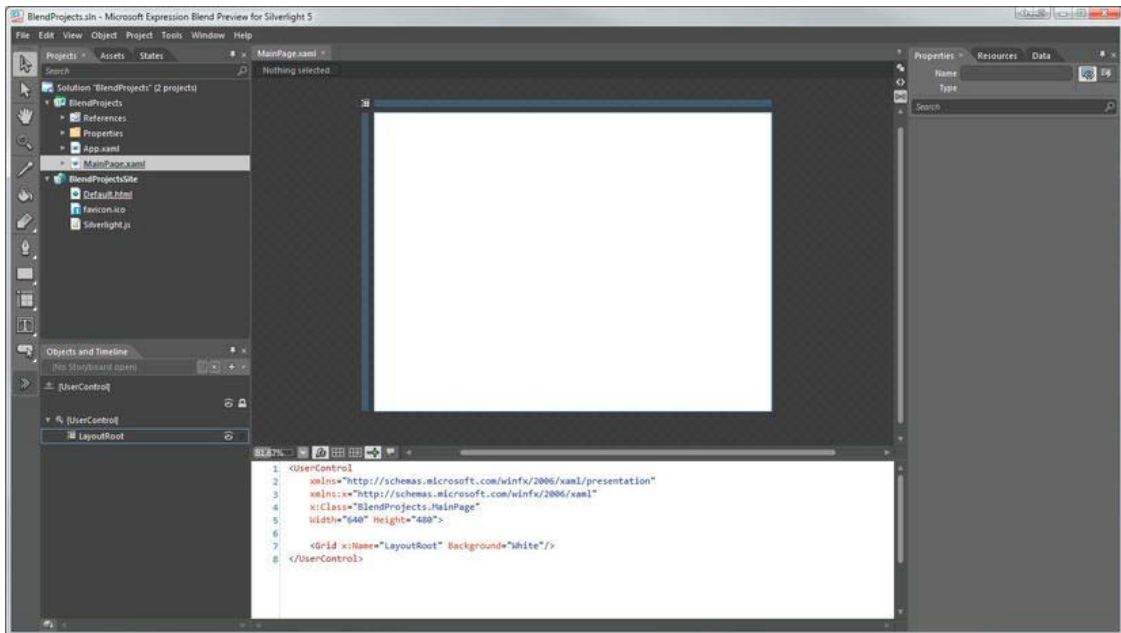 BlendProjects.sln - Microsoft Expression Blend Preview for Silverlight 5
File Edit View Object Project Tools Window Help
Projects Assets States
Search
Solution "BlendProjects" (2 projects)
BlendProjects
References
Properties
App.xaml
MainPage.xaml
BlendProjectsSite
Default.html
favicon.ico
Silverlight.js
Objects and Timeline
(No Storyboard open)
[UserControl]
[UserControl]
LayoutRoot
MainPage.xaml
Nothing selected
81.67%
1 <UserControl
2 xmlns="http://schemas.microsoft.com/winfx/2006/xaml/presentation"
3 xmlns:x="http://schemas.microsoft.com/winfx/2006/xaml"
4 x:Class="BlendProjects.MainPage"
5 Width="640" Height="480">
6
7 <Grid x:Name="LayoutRoot" Background="White"/>
8 </UserControl>
Properties Resources Data
Name
Type
Search